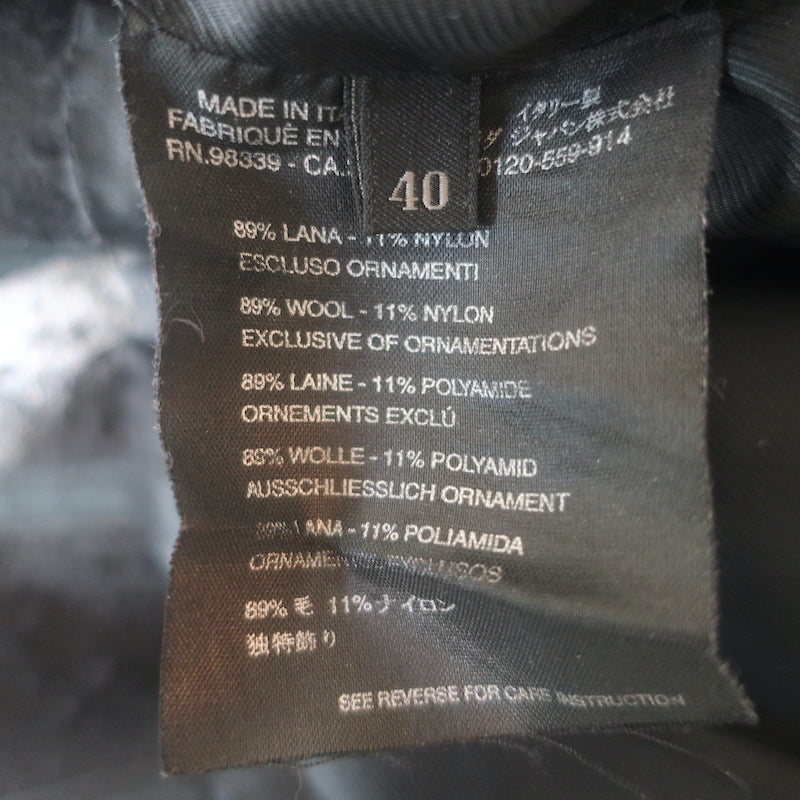 MADE IN
イタリー製
FABRIQUÉ EN
ダ ジャパン株式会社
RN.98339 - CA.
0120-559-914
40
89% LANA - 11% NYLON
ESCLUSO ORNAMENTI
89% WOOL - 11% NYLON
EXCLUSIVE OF ORNAMENTATIONS
89% LAINE - 11% POLYAMIDE
ORNEMENTS EXCLÚ
89% WOLLE - 11% POLYAMID
AUSSCHLIESSLICH ORNAMENT
89% LANA - 11% POLIAMIDA
89% 毛 11% ナイロン
独特飾り
SEE REVERSE FOR CARE INSTRUCTION